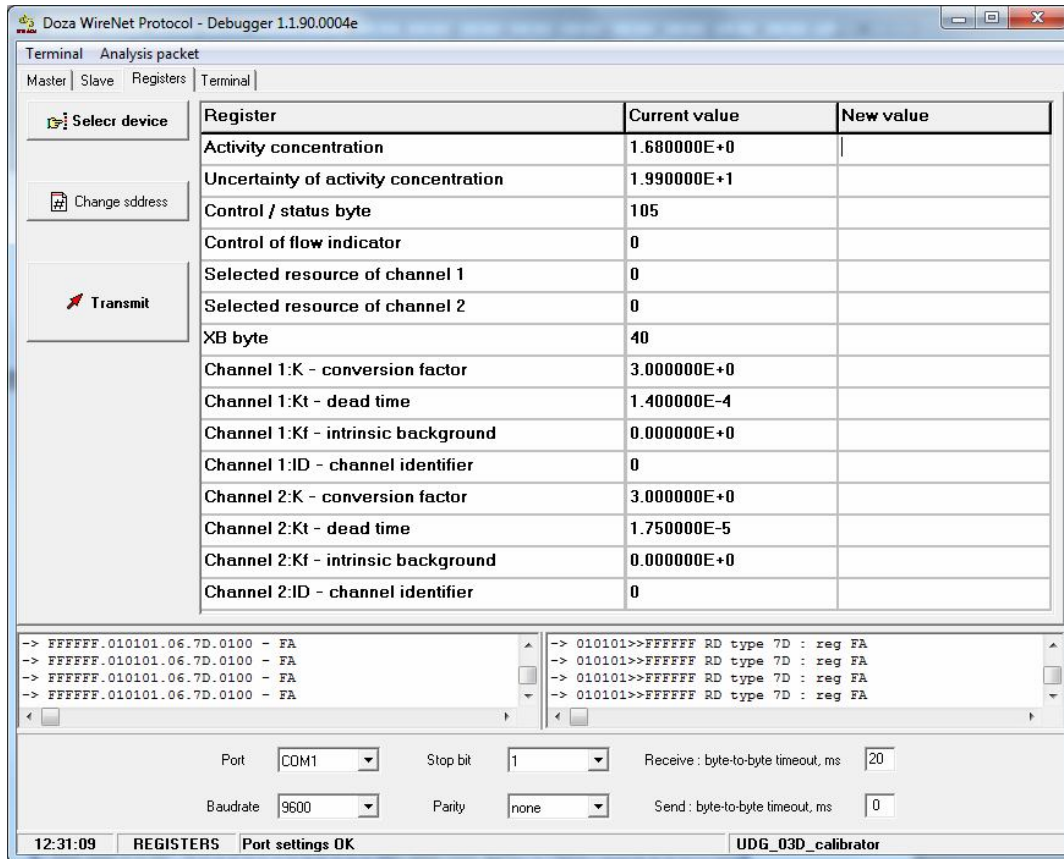 Doza WireNet Protocol - Debugger 1.1.90.0004e
Terminal Analysis packet
Master Slave Registers Terminal
Selecr device
Change sddress
Transmit
Register Current value New value
Activity concentration 1.680000E+0
Uncertainty of activity concentration 1.990000E+1
Control / status byte 105
Control of flow indicator 0
Selected resource of channel 1 0
Selected resource of channel 2 0
XB byte 40
Channel 1:K - conversion factor 3.000000E+0
Channel 1:Kt - dead time 1.400000E-4
Channel 1:Kf - intrinsic background 0.000000E+0
Channel 1:ID - channel identifier 0
Channel 2:K - conversion factor 3.000000E+0
Channel 2:Kt - dead time 1.750000E-5
Channel 2:Kf - intrinsic background 0.000000E+0
Channel 2:ID - channel identifier 0
-> FFFFFF.010101.06.7D.0100 - FA
-> FFFFFF.010101.06.7D.0100 - FA
-> FFFFFF.010101.06.7D.0100 - FA
-> FFFFFF.010101.06.7D.0100 - FA
-> 010101>>FFFFFF RD type 7D : reg FA
-> 010101>>FFFFFF RD type 7D : reg FA
-> 010101>>FFFFFF RD type 7D : reg FA
-> 010101>>FFFFFF RD type 7D : reg FA
Port COM1 Stop bit 1 Receive : byte-to-byte timeout, ms 20
Baudrate 9600 Parity none Send : byte-to-byte timeout, ms 0
12:31:09 REGISTERS Port settings OK UDG_03D_calibrator